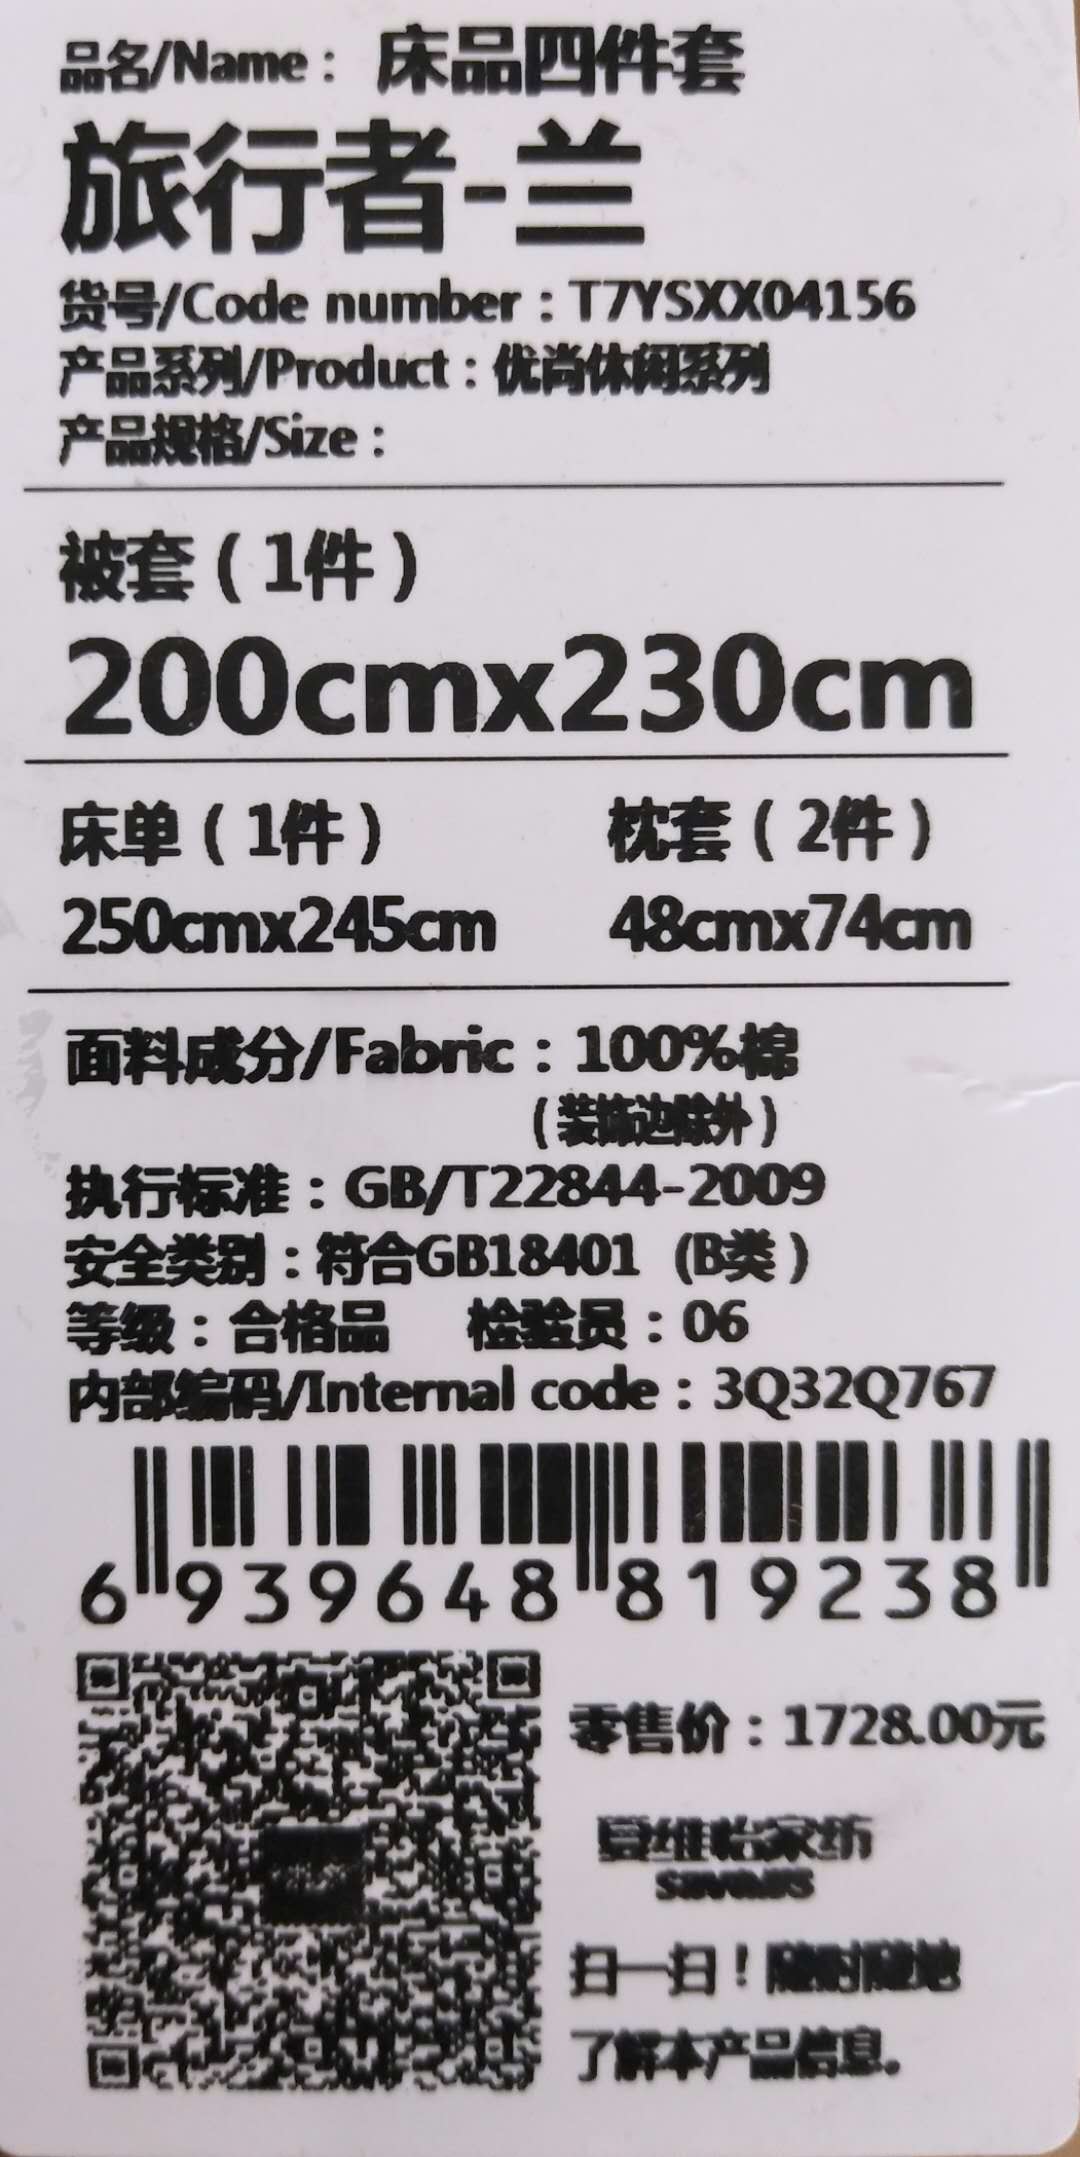 品名/Name： 床品四件套
旅行者-兰
货号/Code number：T7YSXX04156
产品系列/Product：优尚休闲系列
产品规格/Size：
被套（1件）
200cmx230cm
床单（1件） 枕套（2件）
250cmx245cm 48cmx74cm
面料成分/Fabric：100%棉
（装饰边除外）
执行标准：GB/T22844-2009
安全类别：符合GB18401 (B类）
等级：合格品 检验员：06
内部编码/Internal code：3Q32Q767
6 939648 819238
零售价：1728.00元
夏维怡家纺
扫一扫！随时随地
了解本产品信息。